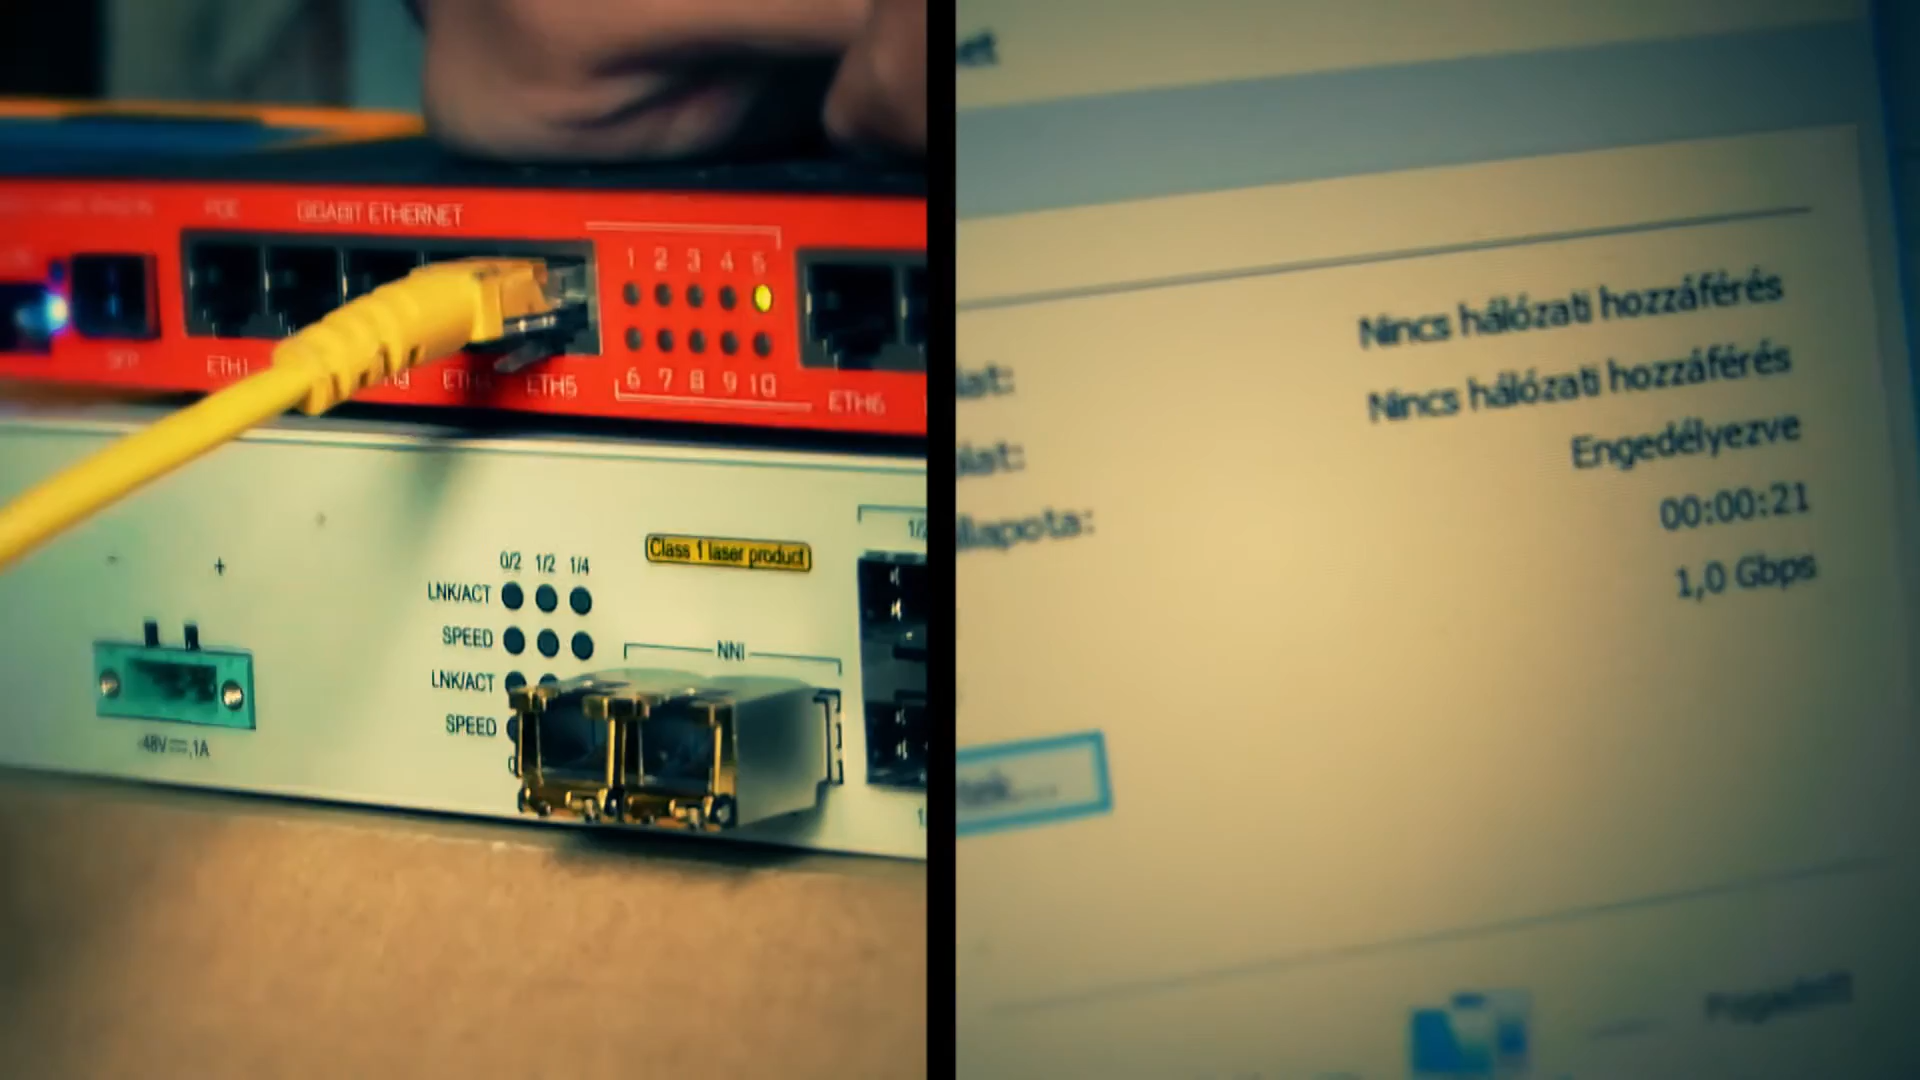 POE GIGABIT ETHERNET
1 2 3 4 5
SFP ETH1 ETH5 6 7 8 9 10 ETH6
Class 1 laser product
- + 0/2 1/2 1/4
LNK/ACT
SPEED
NNI
LNK/ACT
SPEED
-48V 1A
Nincs hálózati hozzáférés
Nincs hálózati hozzáférés
Engedélyezve
00:00:21
1,0 Gbps